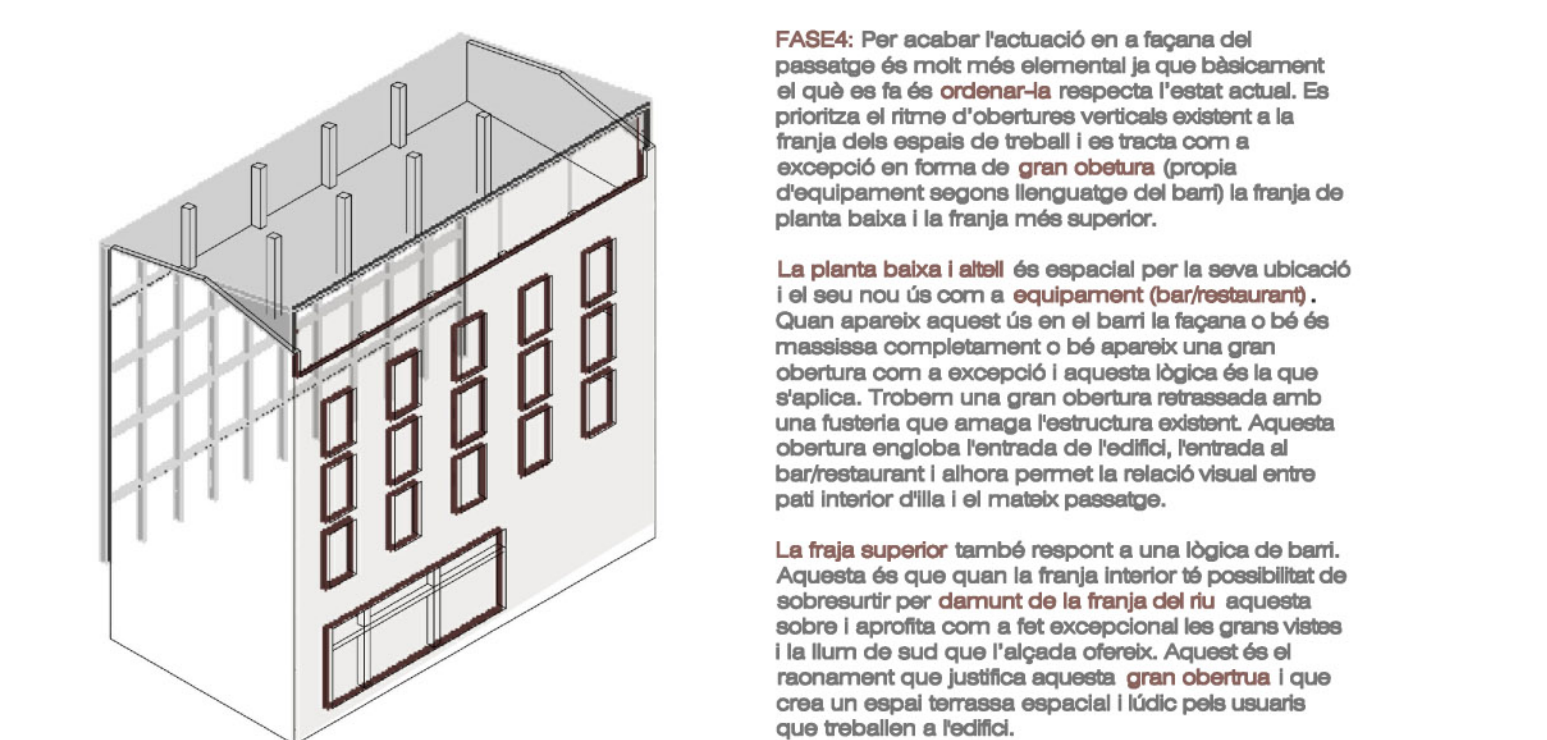 FASE4: Per acabar l'actuació en a façana del
passatge és molt més elemental ja que bàsicament
el què es fa és ordenar-la respecta l'estat actual. Es
prioritza el ritme d'obertures verticals existent a la
franja dels espais de treball i es tracta com a
excepció en forma de gran obetura (propia
d'equipament segons llenguatge del barri) la franja de
planta baixa i la franja més superior.
La planta baixa i altell és espacial per la seva ubicació
i el seu nou ús com a equipament (bar/restaurant).
Quan apareix aquest ús en el barri la façana o bé és
massissa completament o bé apareix una gran
obertura com a excepció i aquesta lògica és la que
s'aplica. Trobem una gran obertura retrassada amb
una fusteria que amaga l'estructura existent. Aquesta
obertura engloba l'entrada de l'edifici, l'entrada al
bar/restaurant i alhora permet la relació visual entre
pati interior d'illa i el mateix passatge.
La fraja superior també respont a una lògica de barri.
Aquesta és que quan la franja interior té possibilitat de
sobresurtir per damunt de la franja del riu aquesta
sobre i aprofita com a fet excepcional les grans vistes
i la llum de sud que l'alçada ofereix. Aquest és el
raonament que justifica aquesta gran obertrua i que
crea un espai terrassa espacial i lúdic pels usuaris
que treballen a l'edifici.